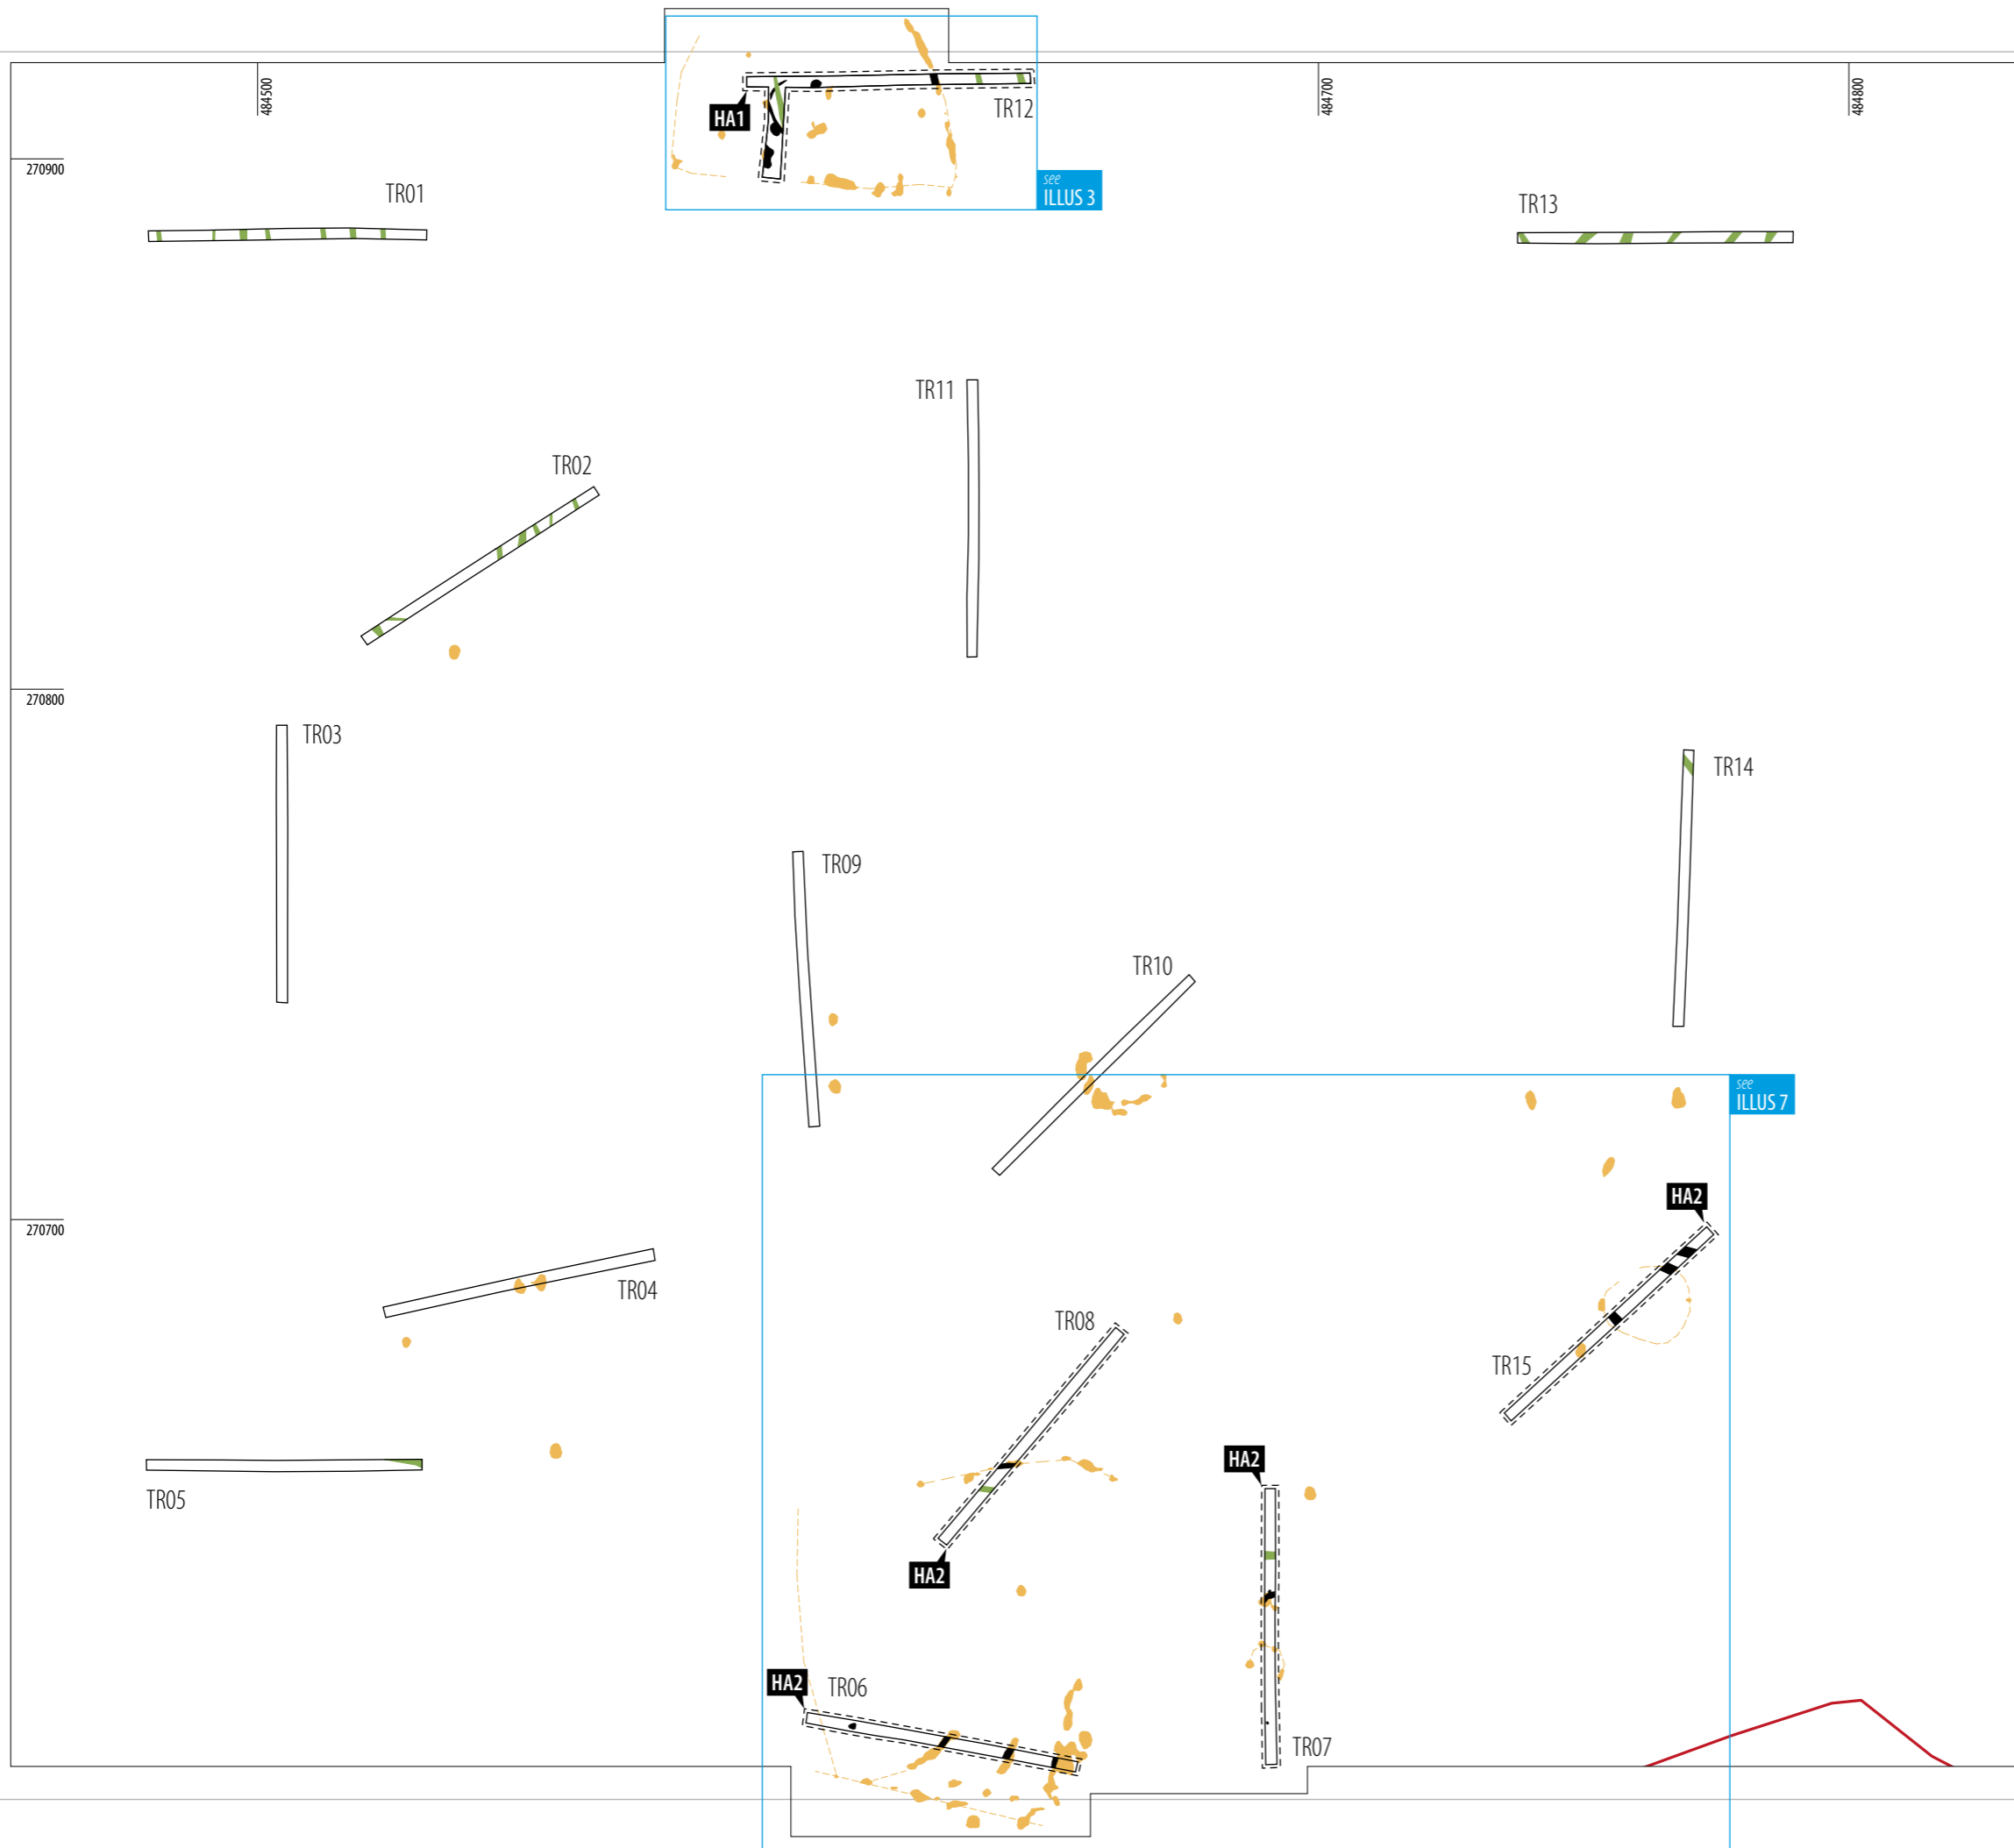 484500
484700
484800
270900
270800
270700
HA1
TR12
see
ILLUS 3
TR01
TR13
TR11
TR02
TR03
TR14
TR09
TR10
see
ILLUS 7
HA2
TR04
TR08
TR15
HA2
TR05
HA2
HA2
TR06
TR07